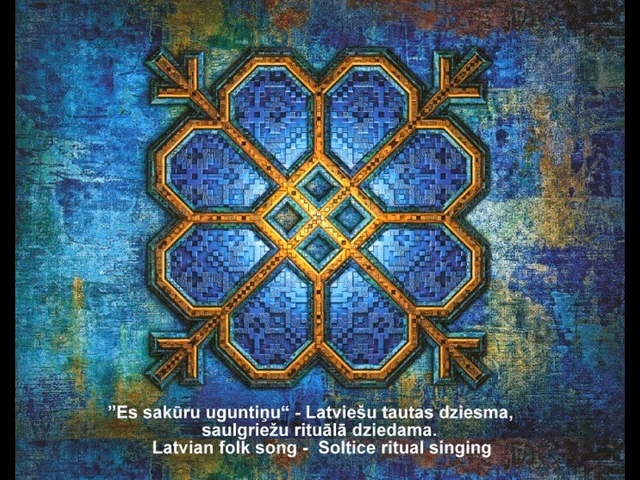 ”Es sakūru uguntiņu“ - Latviešu tautas dziesma,
saulgriežu rituālā dziedama.
Latvian folk song -  Soltice ritual singing